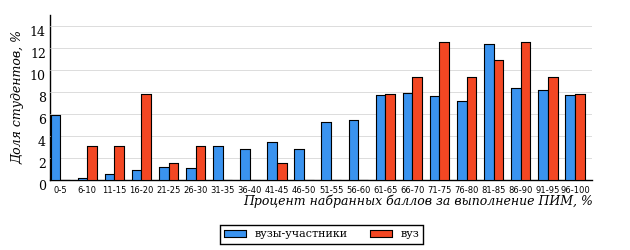 Доля студентов, %
14
12
10
8
6
4
2
0
0-5 6-10 11-15 16-20 21-25 26-30 31-35 36-40 41-45 46-50 51-55 56-60 61-65 66-70 71-75 76-80 81-85 86-90 91-95 96-100
Процент набранных баллов за выполнение ПИМ, %
вузы-участники вуз